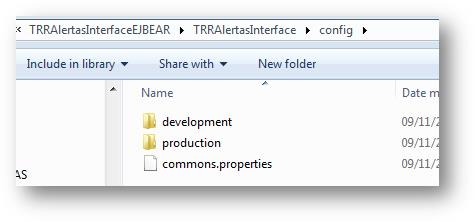 « TRRAlertasInterfaceEJBEAR ▸ TRRAlertasInterface ▸ config ▸
Include in library ▾ Share with ▾ New folder
Name Date m
development 09/11/2
production 09/11/2
commons.properties 09/11/2
AS